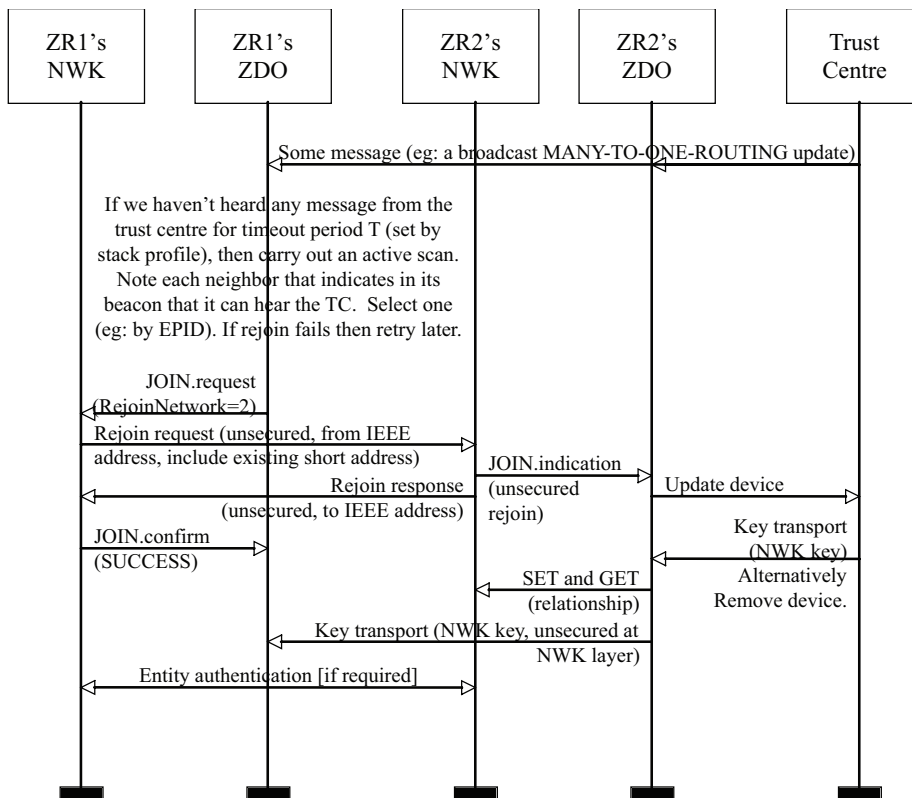 ZR1's
NWK
ZR1's
ZDO
ZR2's
NWK
ZR2's
ZDO
Trust
Centre
Some message (eg: a broadcast MANY-TO-ONE-ROUTING update)
If we haven't heard any message from the
trust centre for timeout period T (set by
stack profile), then carry out an active scan.
Note each neighbor that indicates in its
beacon that it can hear the TC.  Select one
(eg: by EPID). If rejoin fails then retry later.
JOIN.request
(RejoinNetwork=2)
Rejoin request (unsecured, from IEEE
address, include existing short address)
JOIN.indication
(unsecured
rejoin)
Rejoin response
(unsecured, to IEEE address)
Update device
JOIN.confirm
(SUCCESS)
Key transport
(NWK key)
Alternatively
Remove device.
SET and GET
(relationship)
Key transport (NWK key, unsecured at
NWK layer)
Entity authentication [if required]